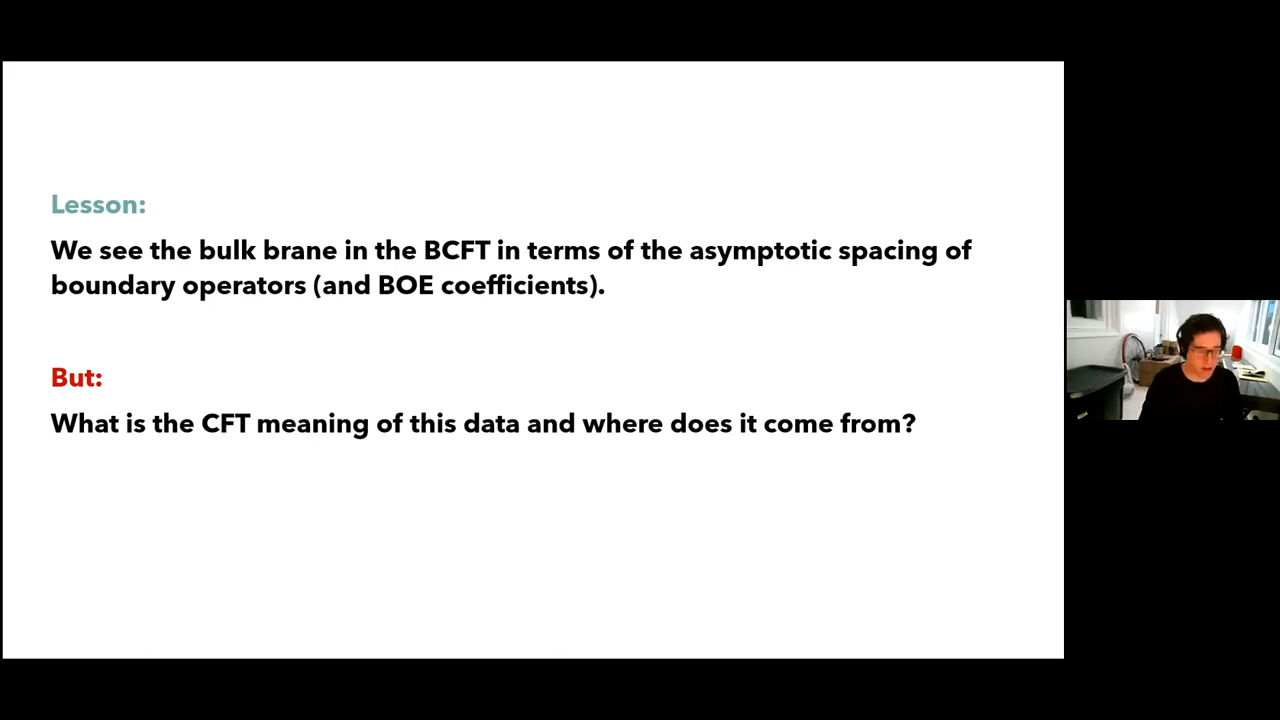 Lesson:
We see the bulk brane in the BCFT in terms of the asymptotic spacing of
boundary operators (and BOE coefficients).
But:
What is the CFT meaning of this data and where does it come from?